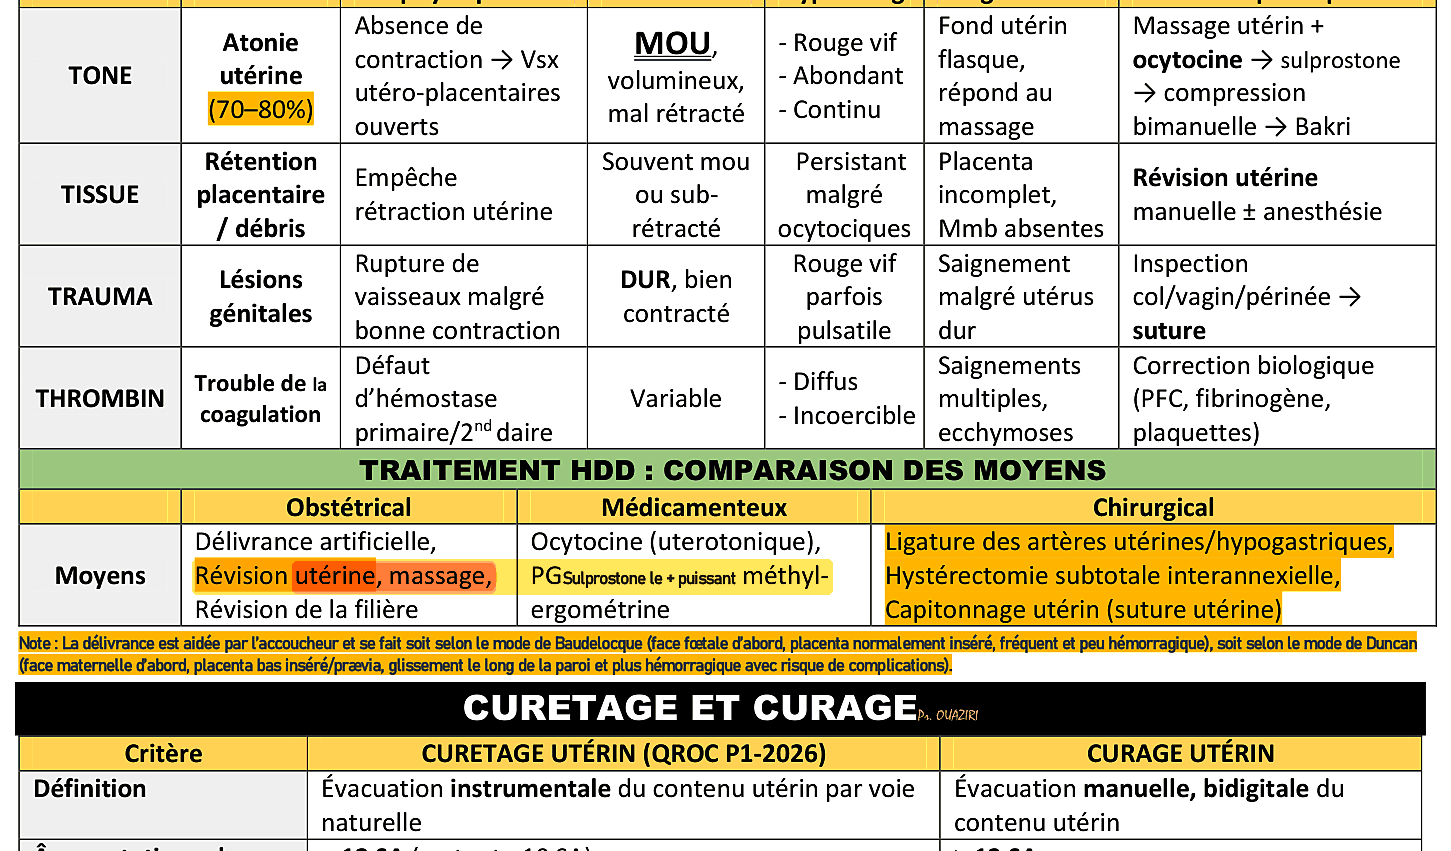 TONE
Atonie
utérine
(70–80%)
Absence de
contraction → Vsx
utéro-placentaires
ouverts
MOU,
volumineux,
mal rétracté
- Rouge vif
- Abondant
- Continu
Fond utérin
flasque,
répond au
massage
Massage utérin +
ocytocine → sulprostone
→ compression
bimanuelle → Bakri
TISSUE
Rétention
placentaire
/ débris
Empêche
rétraction utérine
Souvent mou
ou sub-
rétracté
Persistant
malgré
ocytociques
Placenta
incomplet,
Mmb absentes
Révision utérine
manuelle ± anesthésie
TRAUMA
Lésions
génitales
Rupture de
vaisseaux malgré
bonne contraction
DUR, bien
contracté
Rouge vif
parfois
pulsatile
Saignement
malgré utérus
dur
Inspection
col/vagin/périnée →
suture
THROMBIN
Trouble de la
coagulation
Défaut
d’hémostase
primaire/2nd daire
Variable
- Diffus
- Incoercible
Saignements
multiples,
ecchymoses
Correction biologique
(PFC, fibrinogène,
plaquettes)
TRAITEMENT HDD : COMPARAISON DES MOYENS
Obstétrical
Médicamenteux
Chirurgical
Moyens
Délivrance artificielle,
Révision utérine, massage,
Révision de la filière
Ocytocine (uterotonique),
PGSulprostone le + puissant méthyl-
ergométrine
Ligature des artères utérines/hypogastriques,
Hystérectomie subtotale interannexielle,
Capitonnage utérin (suture utérine)
Note : La délivrance est aidée par l’accoucheur et se fait soit selon le mode de Baudelocque (face fœtale d’abord, placenta normalement inséré, fréquent et peu hémorragique), soit selon le mode de Duncan
(face maternelle d’abord, placenta bas inséré/prævia, glissement le long de la paroi et plus hémorragique avec risque de complications).
CURETAGE ET CURAGE Pr. OUAZIRI
Critère
CURETAGE UTÉRIN (QROC P1-2026)
CURAGE UTÉRIN
Définition
Évacuation instrumentale du contenu utérin par voie
naturelle
Évacuation manuelle, bidigitale du
contenu utérin